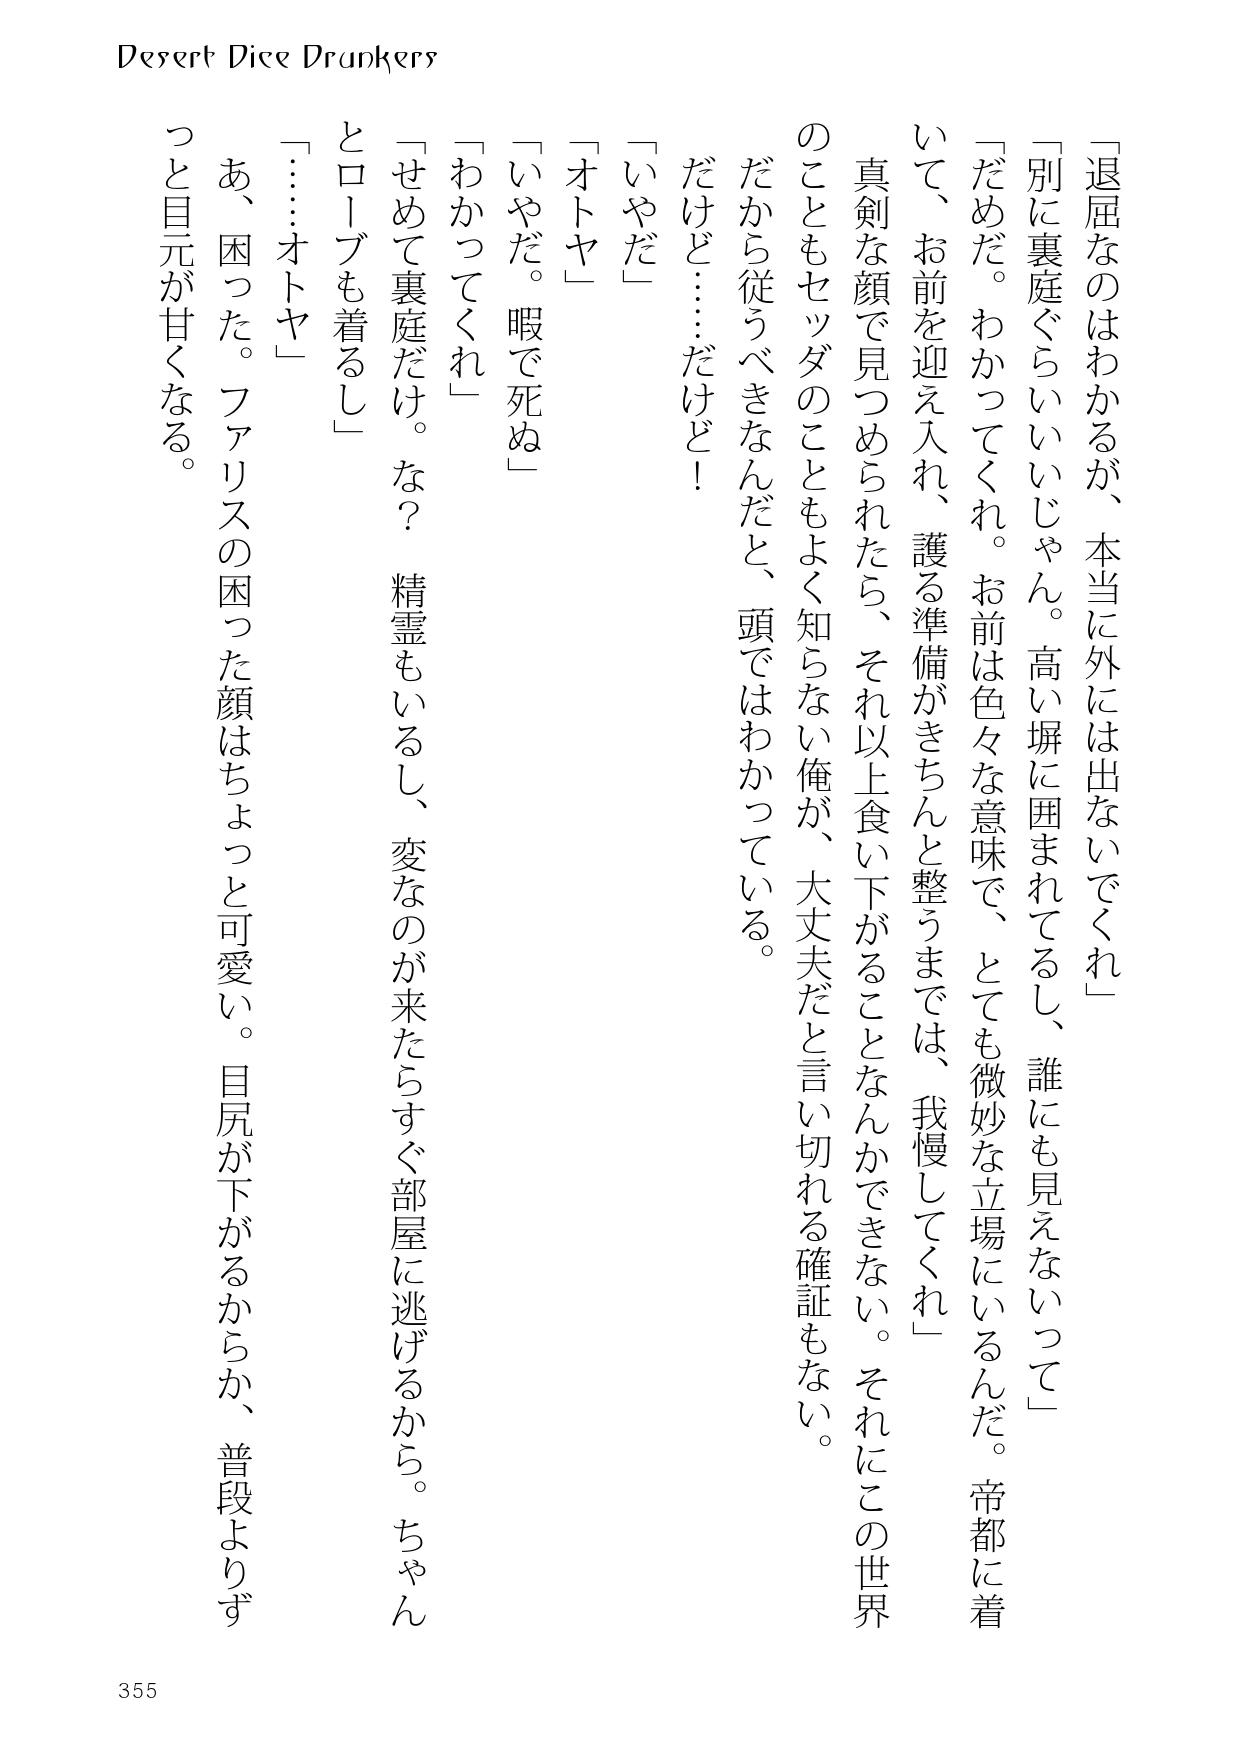 Desert Dice Drunkers
「退屈なのはわかるが、本当に外には出ないでくれ」
「別に裏庭ぐらいいいじゃん。高い塀に囲まれてるし、誰にも見えないって」
「だめだ。わかってくれ。お前は色々な意味で、とても微妙な立場にいるんだ。帝都に着
いて、お前を迎え入れ、護る準備がきちんと整うまでは、我慢してくれ」
　真剣な顔で見つめられたら、それ以上食い下がることなんかできない。それにこの世界
のこともセッダのこともよく知らない俺が、大丈夫だと言い切れる確証もない。
　だから従うべきなんだと、頭ではわかっている。
　だけど……だけど！
「いやだ」
「オトヤ」
「いやだ。暇で死ぬ」
「わかってくれ」
「せめて裏庭だけ。な？　精霊もいるし、変なのが来たらすぐ部屋に逃げるから。ちゃん
とローブも着るし」
「……オトヤ」
　あ、困った。ファリスの困った顔はちょっと可愛い。目尻が下がるからか、普段よりず
っと目元が甘くなる。
355